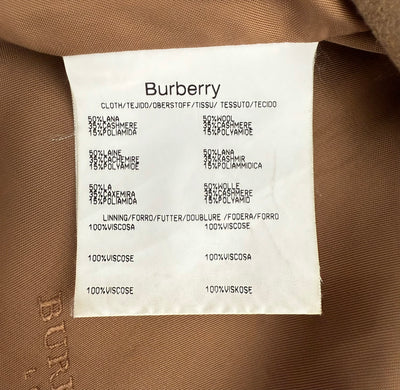 Burberry
CLOTH/TEJIDO/OBERSTOFF/TISSU/ TESSUTO/TECIDO
50%LANA 50%WOOL
35%CASHMERE 35%CASHMERE
15%POLIAMIDA 15%POLYAMIDE
50%LAINE 50%LANA
35%CACHEMIRE 35%KASHMIR
15%POLYAMIDE 15%POLIAMMIDICA
50%LA 50%WOLLE
35%CAXEMIRA 35%CASHMERE
15%POLIAMIDA 15%POLYAMID
LINNING/FORRO/FUTTER/DOUBLURE /FODERA/FORRO
100%VISCOSA 100%VISCOSA
100%VISCOSE 100%VISCOSA
100%VISCOSE 100%VISKOSE
BURB
L